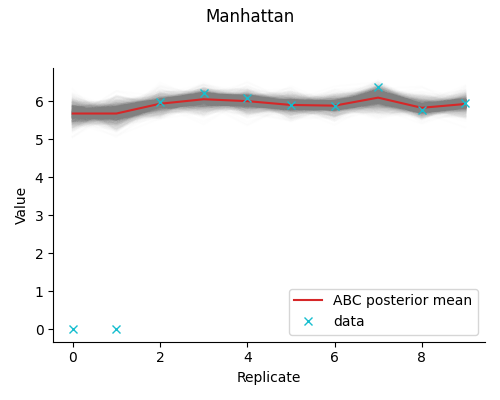 Manhattan
Value
6
5
4
3
2
1
0
0 2 4 6 8
Replicate
ABC posterior mean
data